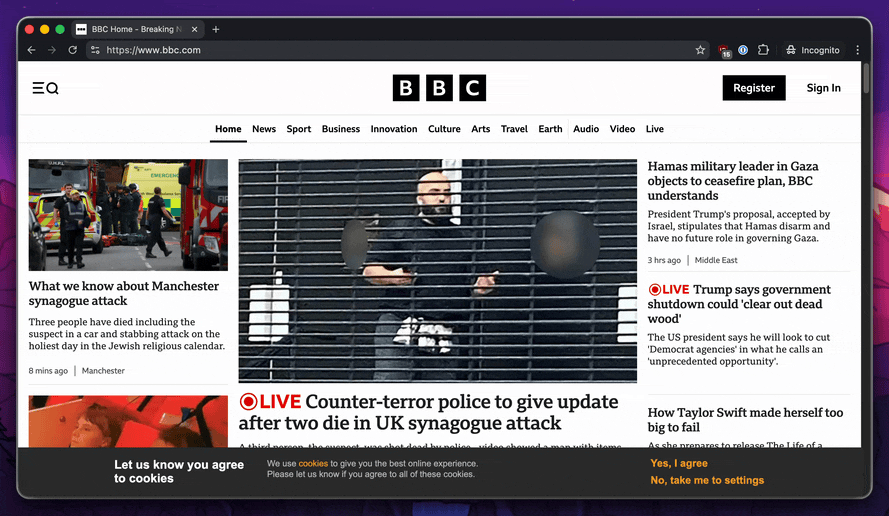 BBC Home - Breaking N
https://www.bbc.com
15
Incognito
BBC
Register
Sign In
Home News Sport Business Innovation Culture Arts Travel Earth Audio Video Live
What we know about Manchester
synagogue attack
Three people have died including the
suspect in a car and stabbing attack on the
holiest day in the Jewish religious calendar.
8 mins ago | Manchester
LIVE Counter-terror police to give update
after two die in UK synagogue attack
A third person, the suspect, was shot dead by police - video showed a man with items
Hamas military leader in Gaza
objects to ceasefire plan, BBC
understands
President Trump's proposal, accepted by
Israel, stipulates that Hamas disarm and
have no future role in governing Gaza.
3 hrs ago | Middle East
LIVE Trump says government
shutdown could 'clear out dead
wood'
The US president says he will look to cut
'Democrat agencies' in what he calls an
'unprecedented opportunity'.
How Taylor Swift made herself too
big to fail
As she prepares to release The Life of a
Let us know you agree
to cookies
We use cookies to give you the best online experience.
Please let us know if you agree to all of these cookies.
Yes, I agree
No, take me to settings